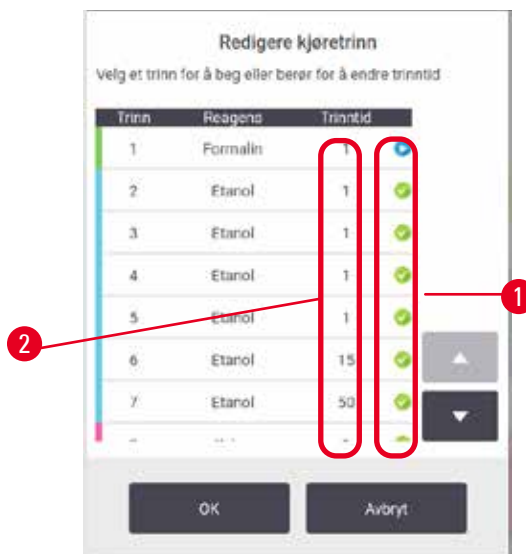 Redigere kjøretrinn
Velg et trinn for å beg eller berør for å endre trinntid
Trinn Reagens Trinntid
1 Formalin 1
2 Etanol 1
3 Etanol 1
4 Etanol 1
5 Etanol 1
6 Etanol 15
7 Etanol 50
OK Avbryt
1
2